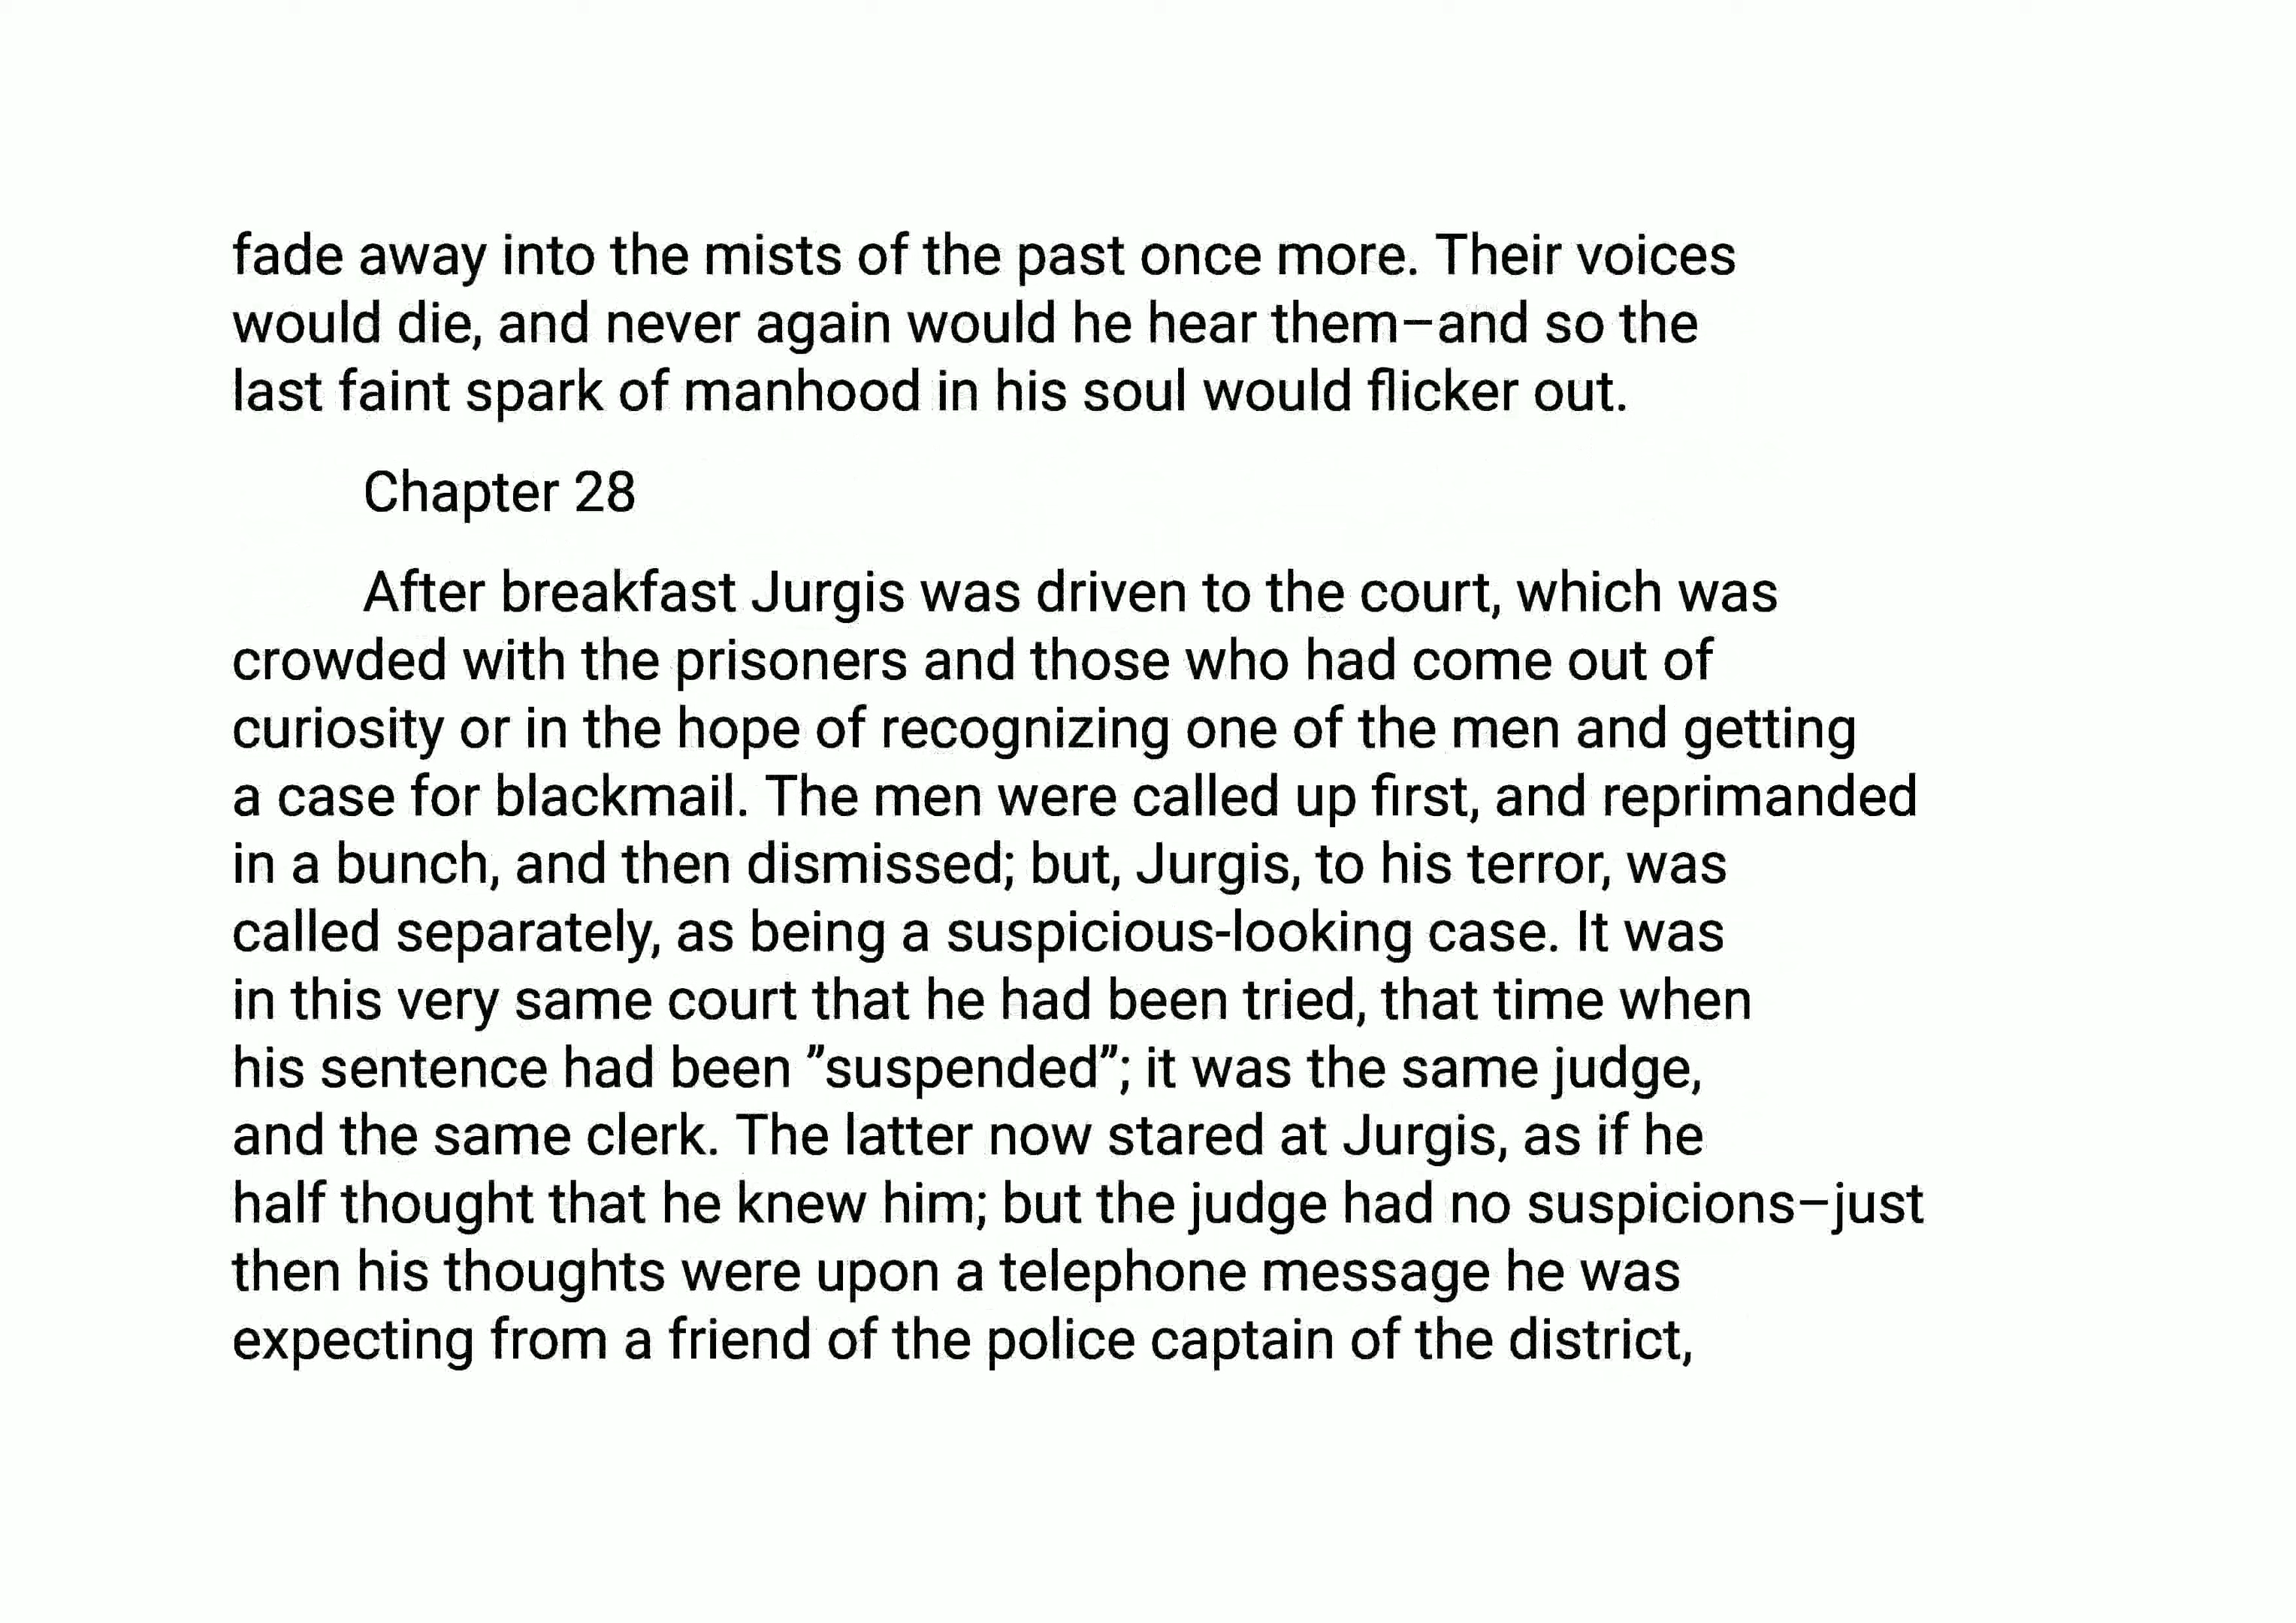 fade away into the mists of the past once more. Their voices
would die, and never again would he hear them–and so the
last faint spark of manhood in his soul would flicker out.
Chapter 28
After breakfast Jurgis was driven to the court, which was
crowded with the prisoners and those who had come out of
curiosity or in the hope of recognizing one of the men and getting
a case for blackmail. The men were called up first, and reprimanded
in a bunch, and then dismissed; but, Jurgis, to his terror, was
called separately, as being a suspicious-looking case. It was
in this very same court that he had been tried, that time when
his sentence had been ”suspended”; it was the same judge,
and the same clerk. The latter now stared at Jurgis, as if he
half thought that he knew him; but the judge had no suspicions–just
then his thoughts were upon a telephone message he was
expecting from a friend of the police captain of the district,